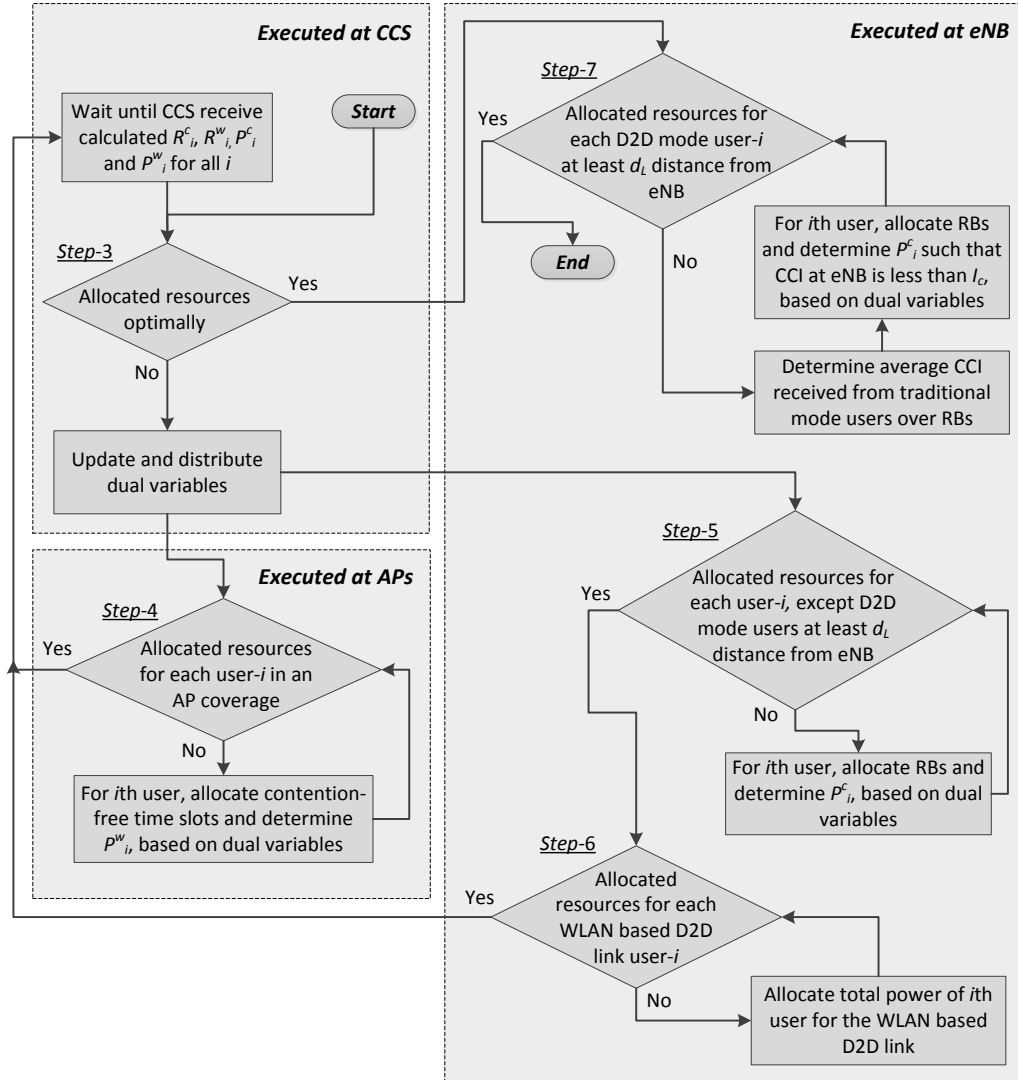 Executed at CCS
Wait until CCS receive
calculated R^c_i, R^w_i, P^c_i
and P^w_i for all i
Start
Step-3
Allocated resources
optimally
Yes
No
Update and distribute
dual variables
Executed at APs
Step-4
Yes
Allocated resources
for each user-i in an
AP coverage
No
For ith user, allocate contention-
free time slots and determine
P^w_i, based on dual variables
Executed at eNB
Step-7
Yes
Allocated resources for
each D2D mode user-i
at least d_L distance from
eNB
End
No
For ith user, allocate RBs
and determine P^c_i such that
CCI at eNB is less than I_c,
based on dual variables
Determine average CCI
received from traditional
mode users over RBs
Step-5
Yes
Allocated resources for
each user-i, except D2D
mode users at least d_L
distance from eNB
No
For ith user, allocate RBs and
determine P^c_i, based on dual
variables
Step-6
Yes
Allocated
resources for each
WLAN based D2D
link user-i
No
Allocate total power of ith
user for the WLAN based
D2D link